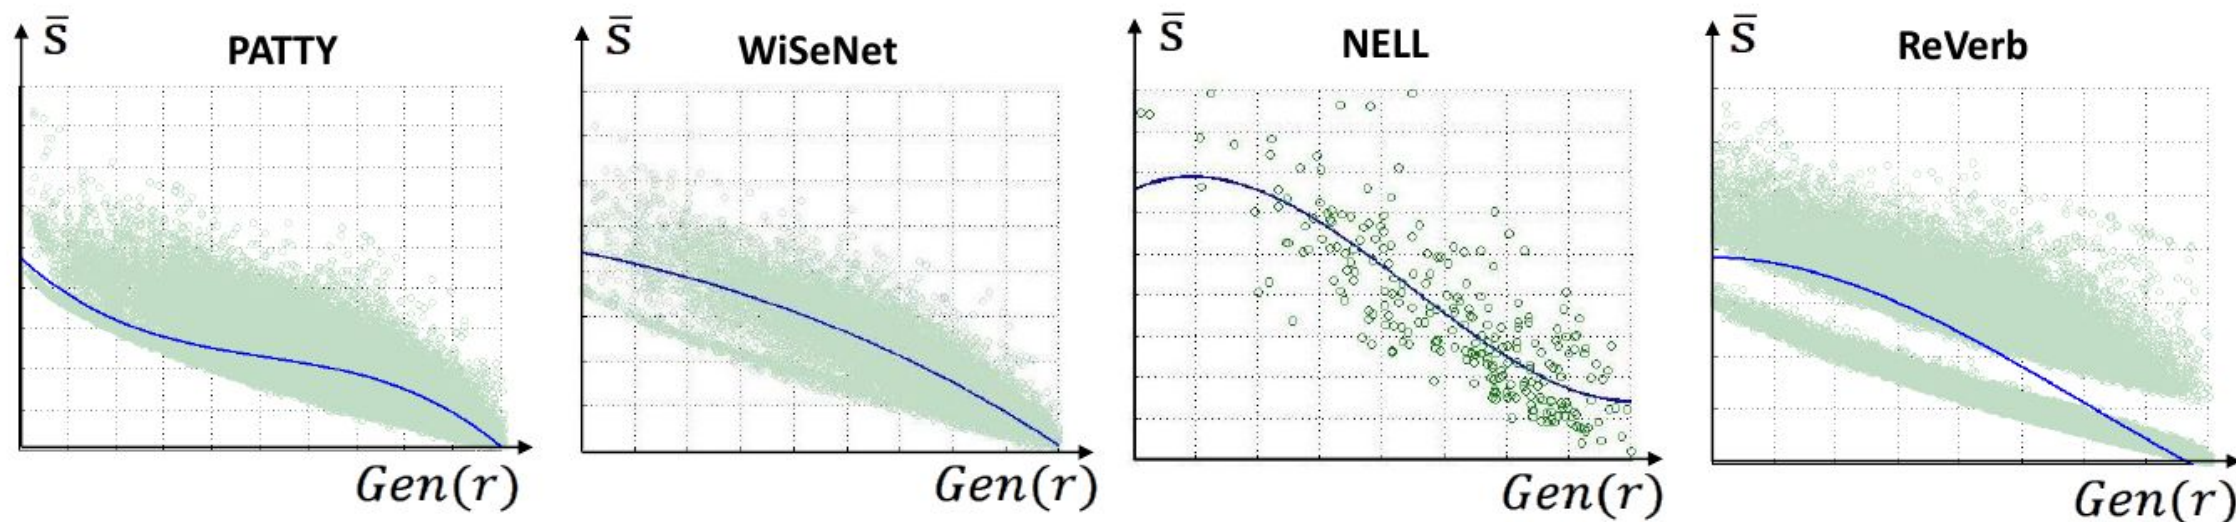 S̅ PATTY
Gen(r)
S̅ WiSeNet
Gen(r)
S̅ NELL
Gen(r)
S̅ ReVerb
Gen(r)